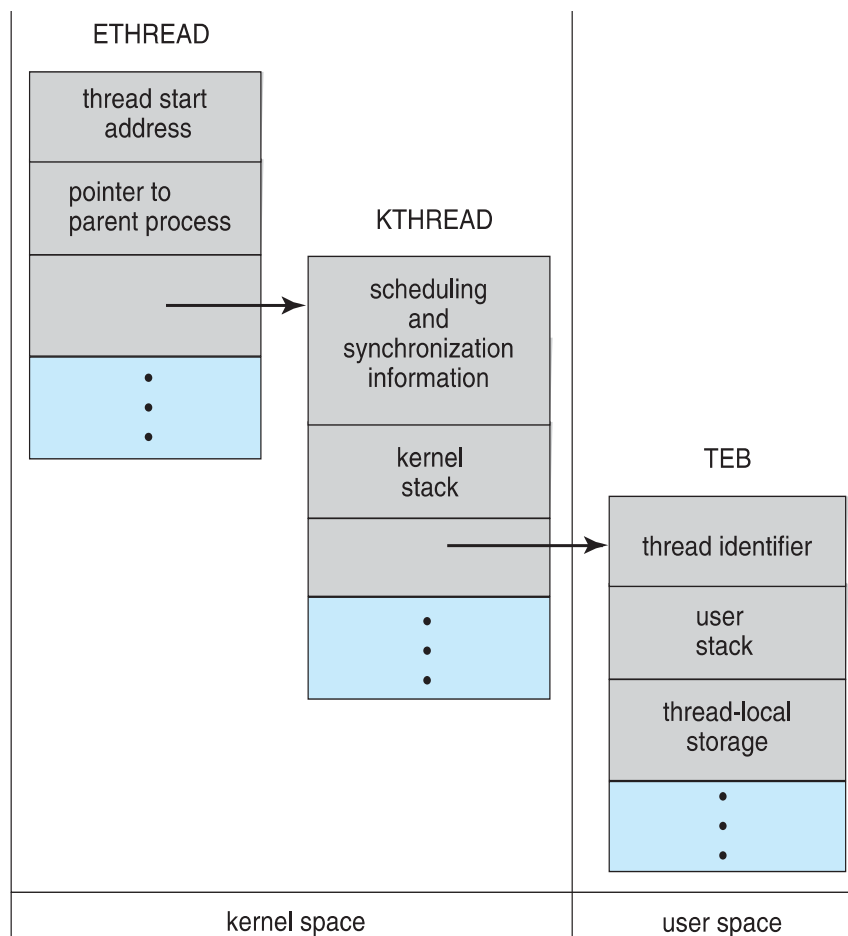 ETHREAD
thread start
address
pointer to
parent process
KTHREAD
scheduling
and
synchronization
information
kernel
stack
TEB
thread identifier
user
stack
thread-local
storage
kernel space
user space